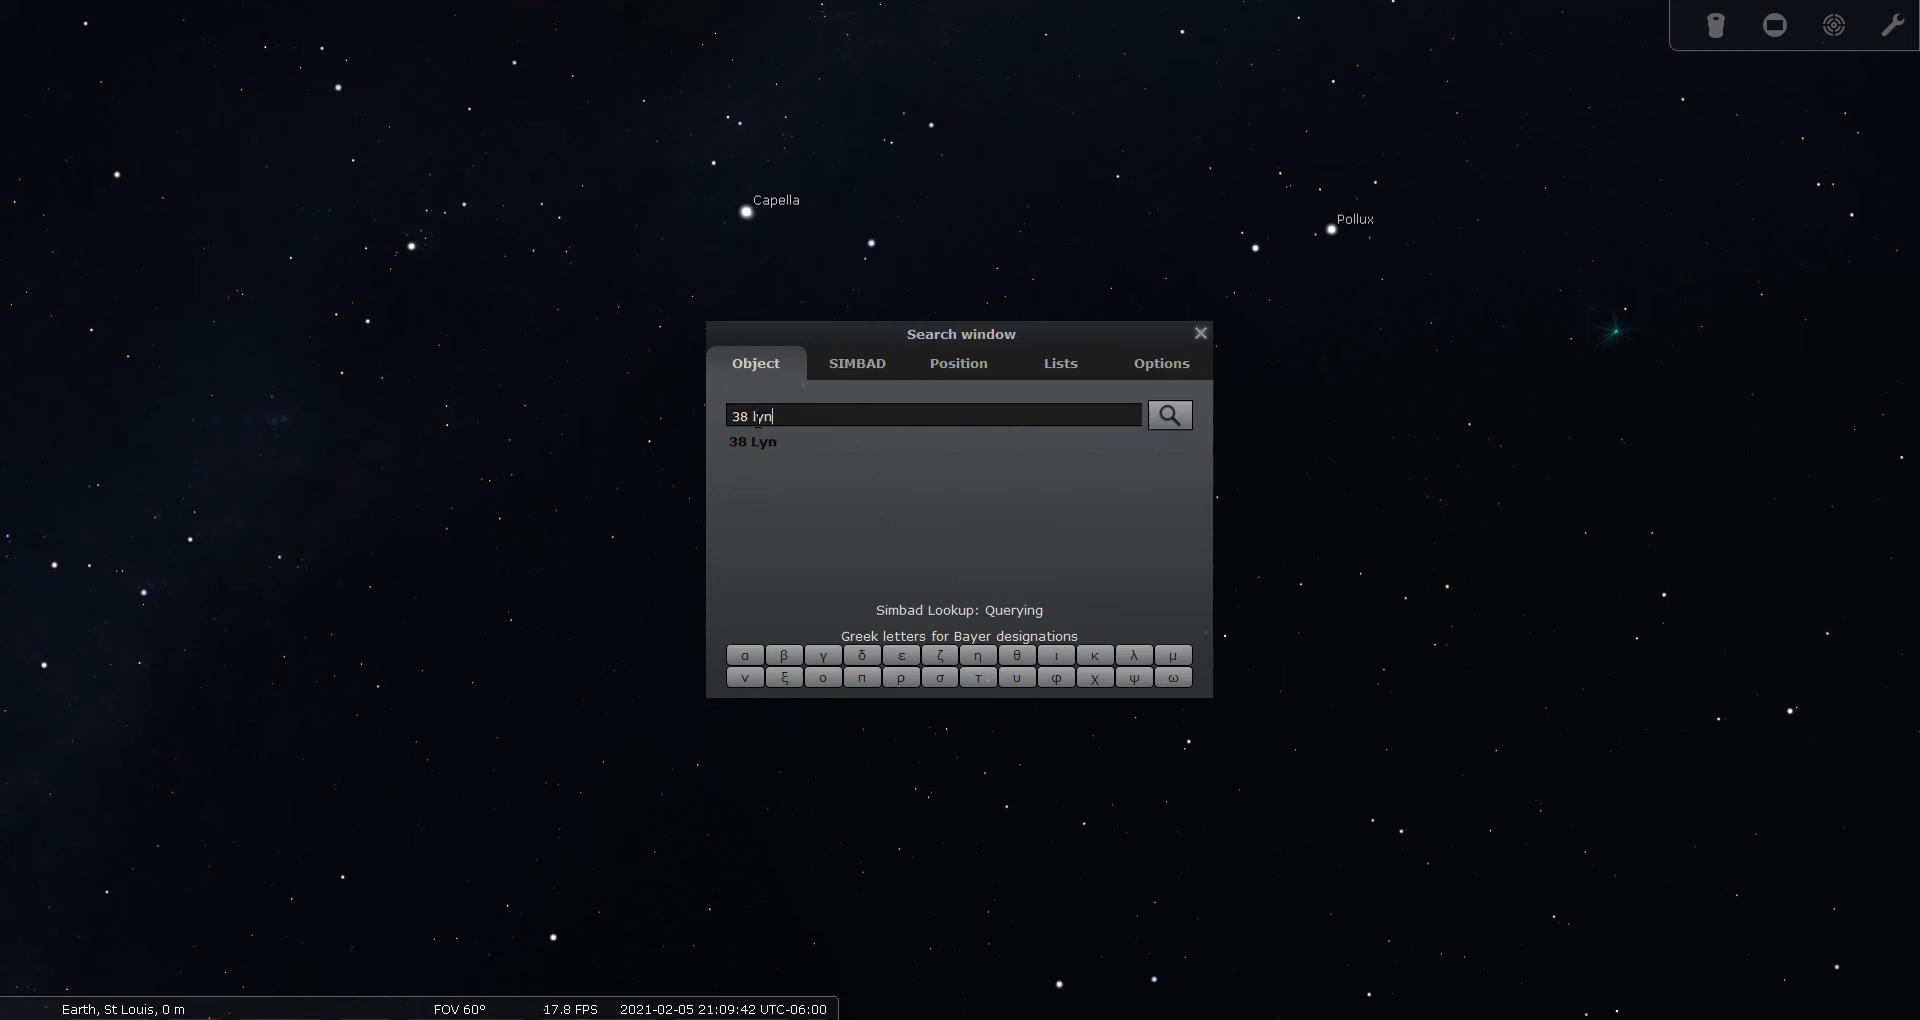 Capella
Pollux
Search window
Object SIMBAD Position Lists Options
38 lyn
38 Lyn
Simbad Lookup: Querying
Greek letters for Bayer designations
α β γ δ ε ζ η θ ι κ λ μ
ν ξ ο π ρ σ τ υ φ χ ψ ω
Earth, St Louis, 0 m FOV 60° 17.8 FPS 2021-02-05 21:09:42 UTC-06:00